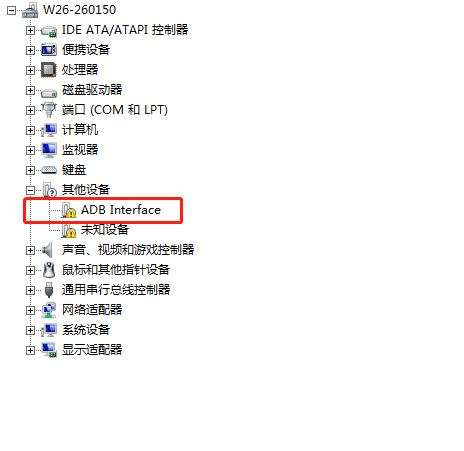 W26-260150
IDE ATA/ATAPI 控制器
便携设备
处理器
磁盘驱动器
端口 (COM 和 LPT)
计算机
监视器
键盘
其他设备
ADB Interface
未知设备
声音、视频和游戏控制器
鼠标和其他指针设备
通用串行总线控制器
网络适配器
系统设备
显示适配器